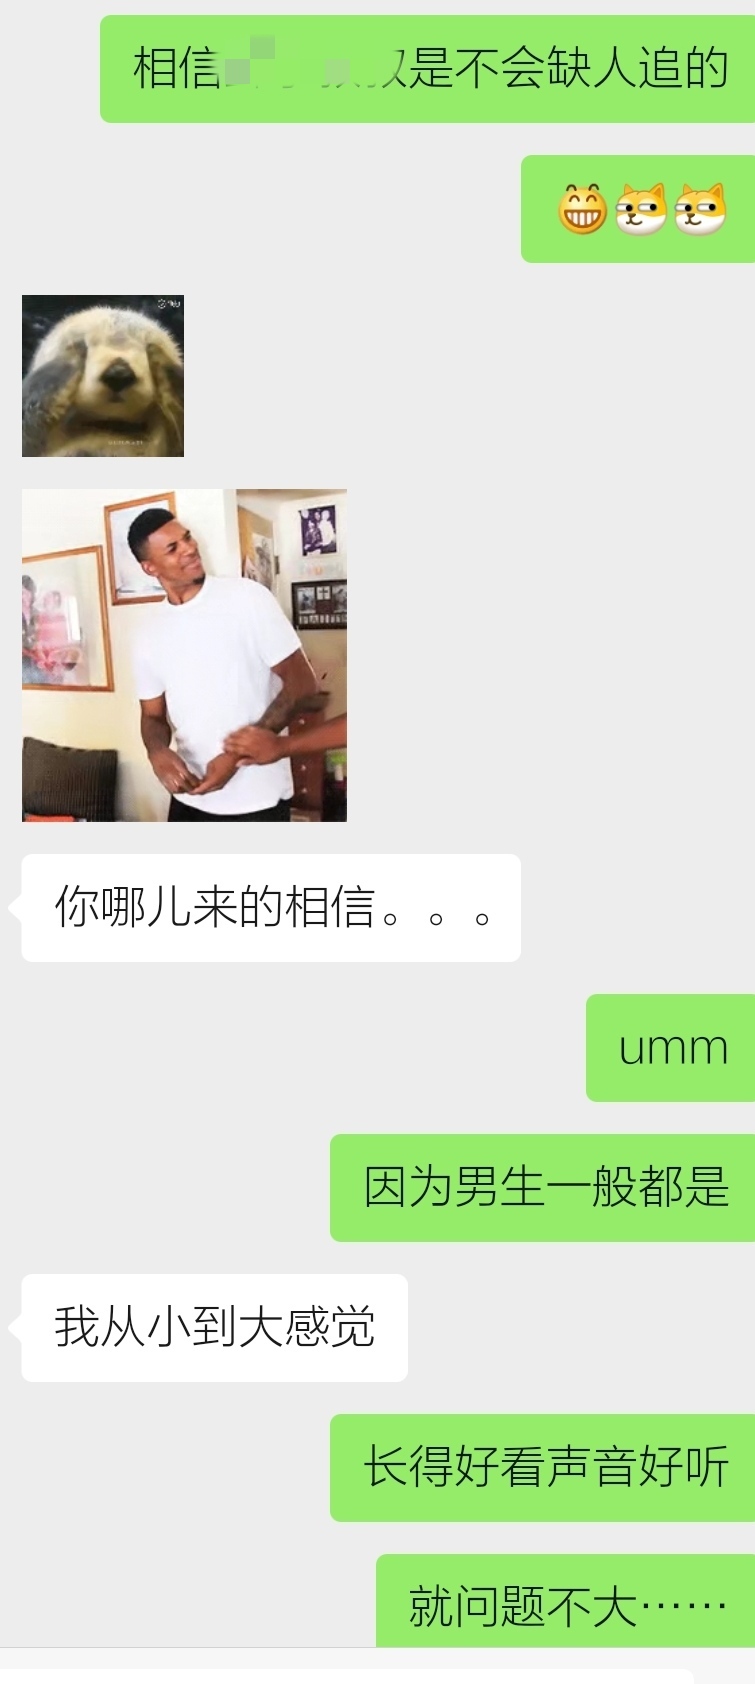 相信是不会缺人追的
你哪儿来的相信。。。
umm
因为男生一般都是
我从小到大感觉
长得好看声音好听
就问题不大……